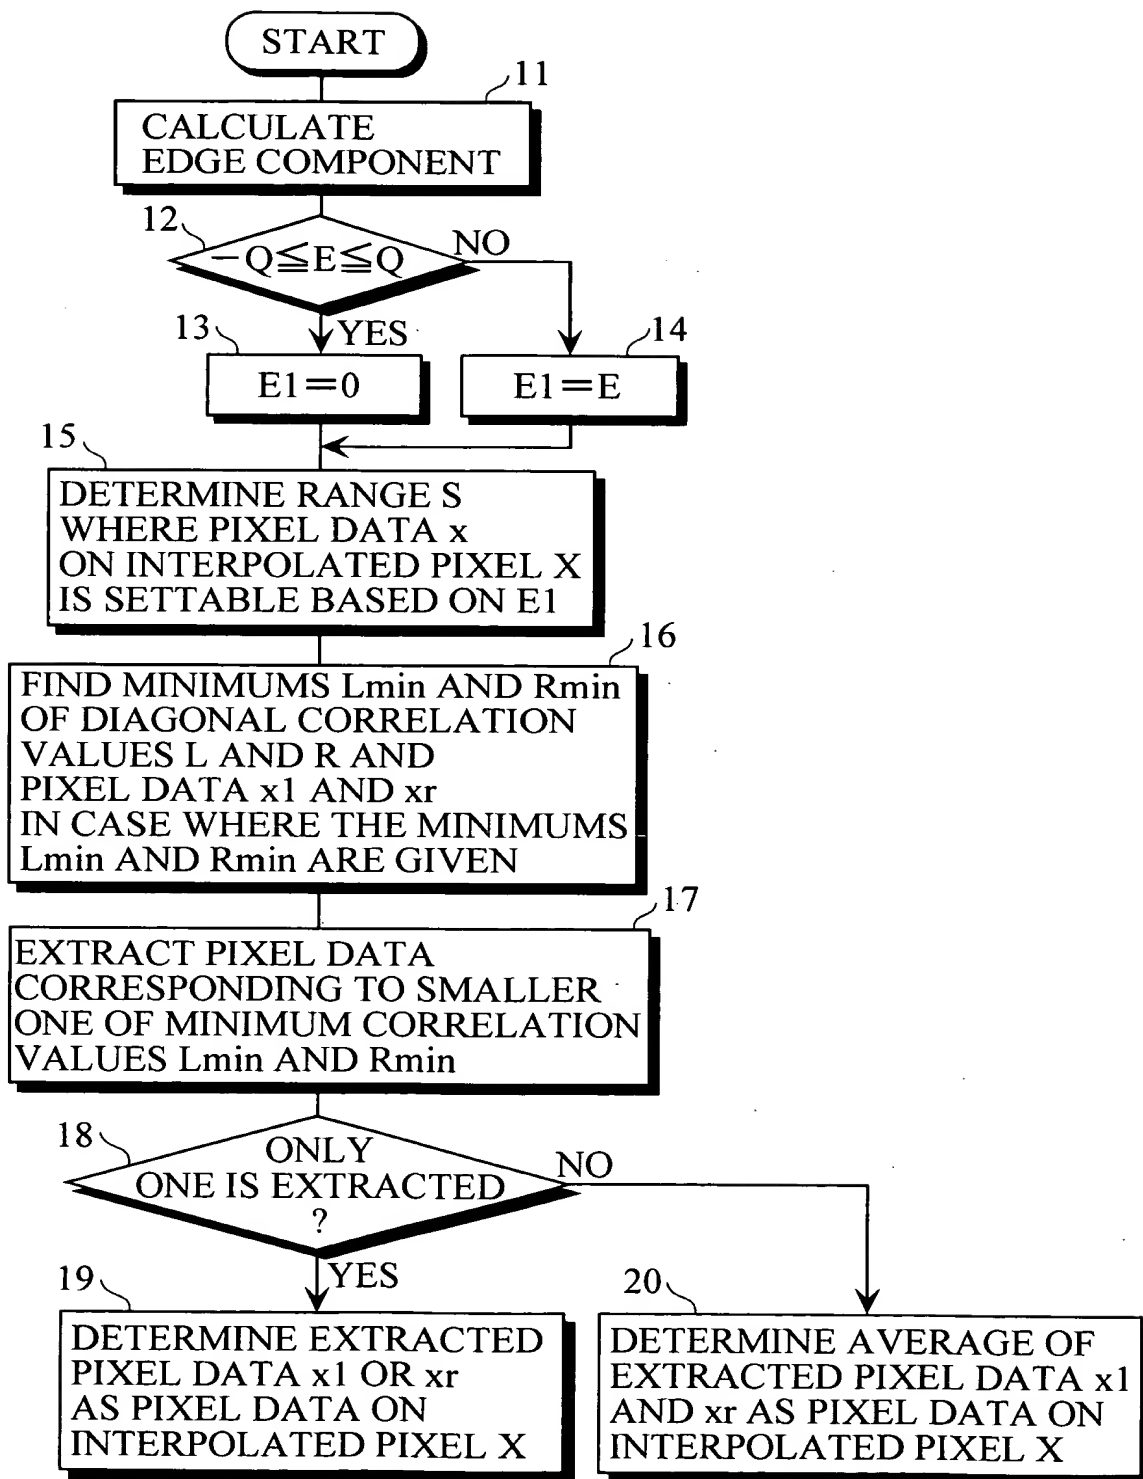 START
11
CALCULATE
EDGE COMPONENT
12
－Q≦E≦Q
NO
YES
13
E1＝0
14
E1＝E
15
DETERMINE RANGE S
WHERE PIXEL DATA x
ON INTERPOLATED PIXEL X
IS SETTABLE BASED ON E1
16
FIND MINIMUMS Lmin AND Rmin
OF DIAGONAL CORRELATION
VALUES L AND R AND
PIXEL DATA x1 AND xr
IN CASE WHERE THE MINIMUMS
Lmin AND Rmin ARE GIVEN
17
EXTRACT PIXEL DATA
CORRESPONDING TO SMALLER
ONE OF MINIMUM CORRELATION
VALUES Lmin AND Rmin
18
ONLY
ONE IS EXTRACTED
?
NO
YES
19
DETERMINE EXTRACTED
PIXEL DATA x1 OR xr
AS PIXEL DATA ON
INTERPOLATED PIXEL X
20
DETERMINE AVERAGE OF
EXTRACTED PIXEL DATA x1
AND xr AS PIXEL DATA ON
INTERPOLATED PIXEL X